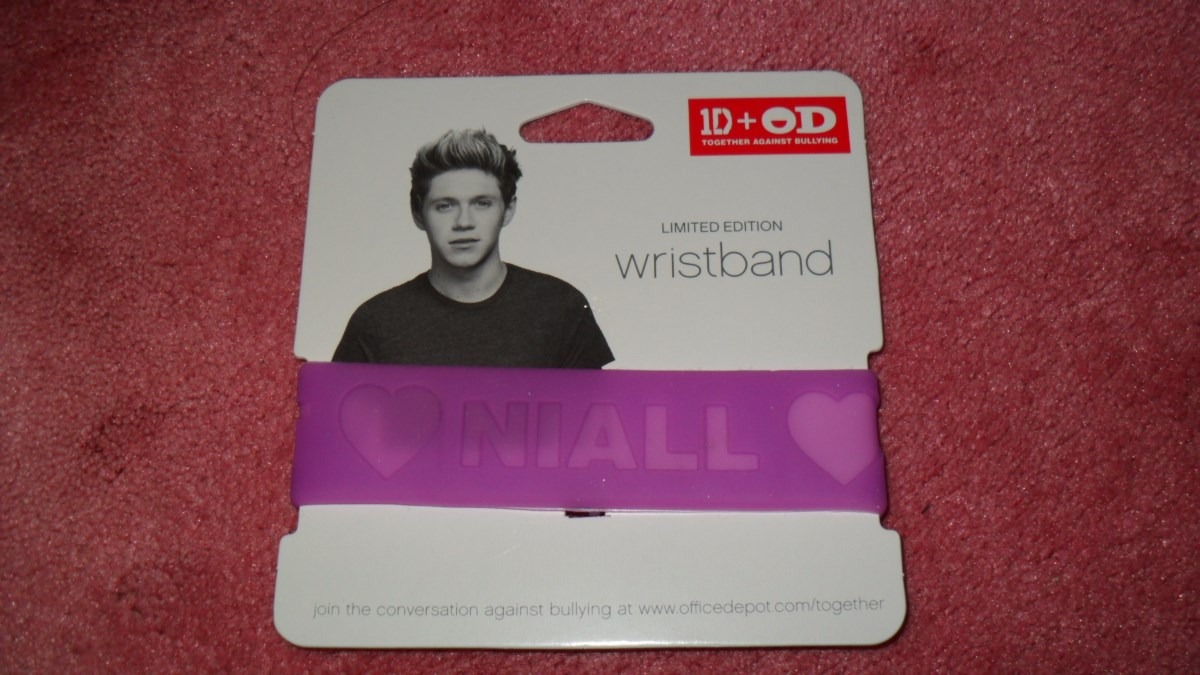 1D+OD
TOGETHER AGAINST BULLYING
LIMITED EDITION
wristband
NIALL
join the conversation against bullying at www.officedepot.com/together